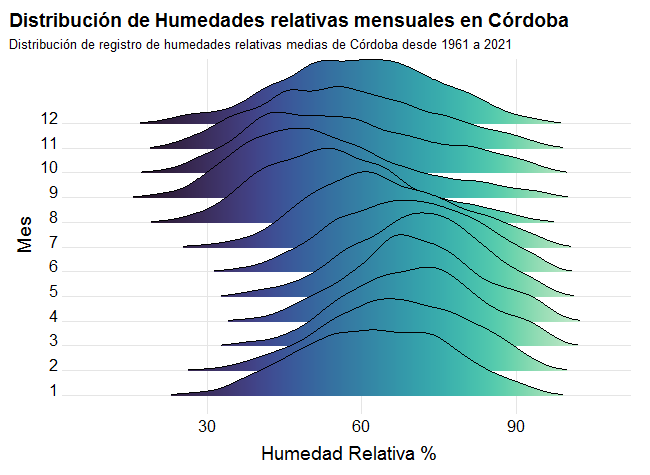 Distribución de Humedades relativas mensuales en Córdoba
Distribución de registro de humedades relativas medias de Córdoba desde 1961 a 2021
12
11
10
9
8
7
6
5
4
3
2
1
Mes
30 60 90
Humedad Relativa %